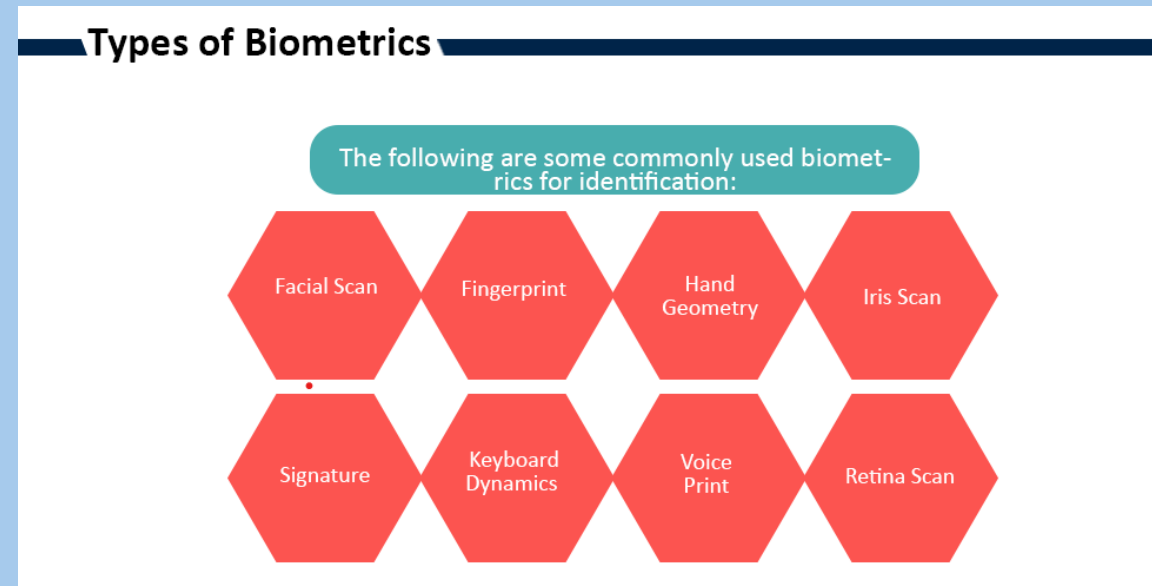 Types of Biometrics
The following are some commonly used biomet-
rics for identification:
Facial Scan
Fingerprint
Hand
Geometry
Iris Scan
Signature
Keyboard
Dynamics
Voice
Print
Retina Scan